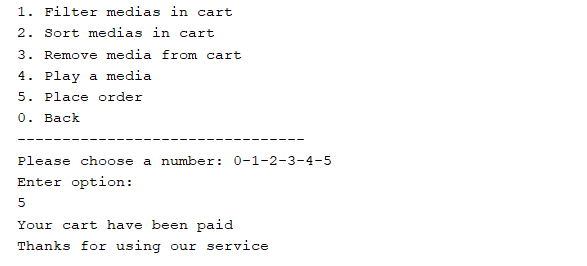 1. Filter medias in cart
2. Sort medias in cart
3. Remove media from cart
4. Play a media
5. Place order
0. Back
--------------------------------
Please choose a number: 0-1-2-3-4-5
Enter option:
5
Your cart have been paid
Thanks for using our service